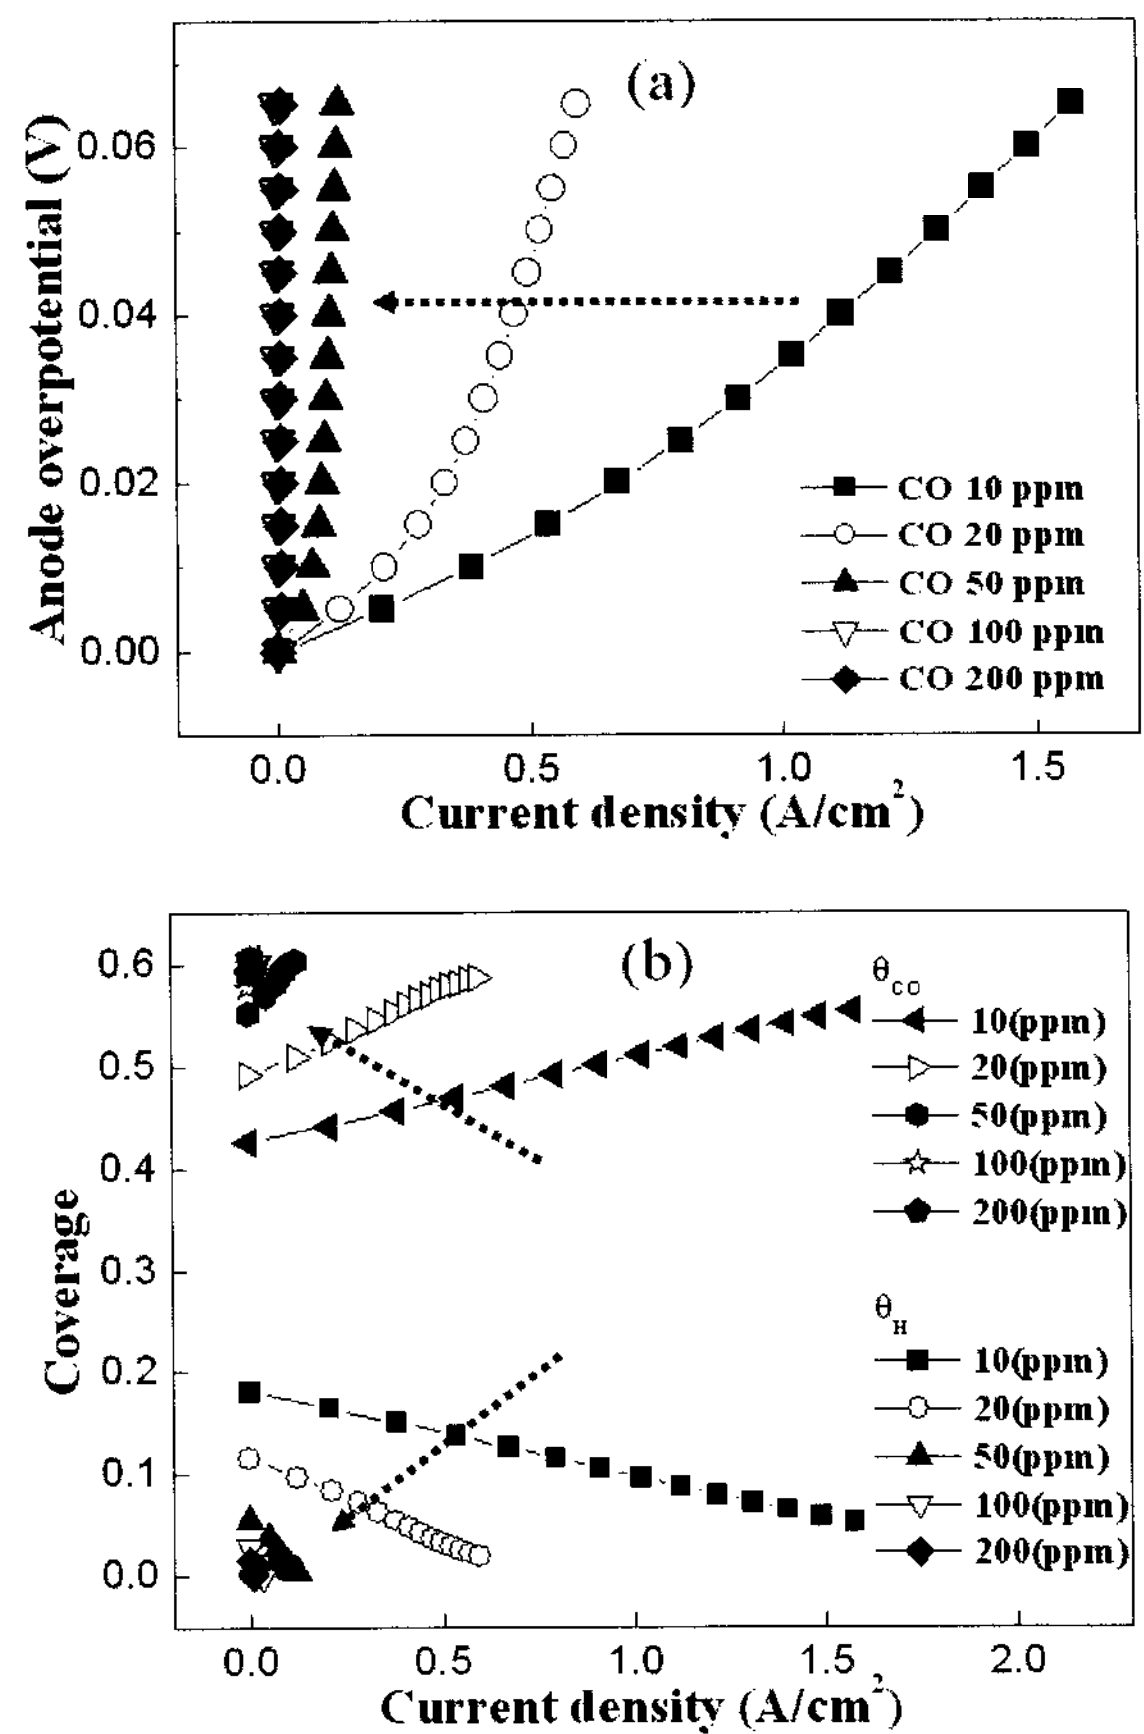 (a)
Anode overpotential (V)
0.06
0.04
0.02
0.00
CO 10 ppm
CO 20 ppm
CO 50 ppm
CO 100 ppm
CO 200 ppm
0.0 0.5 1.0 1.5
Current density (A/cm²)
(b)
Coverage
0.6
0.5
0.4
0.3
0.2
0.1
0.0
θCO
10(ppm)
20(ppm)
50(ppm)
100(ppm)
200(ppm)
θH
10(ppm)
20(ppm)
50(ppm)
100(ppm)
200(ppm)
0.0 0.5 1.0 1.5 2.0
Current density (A/cm²)